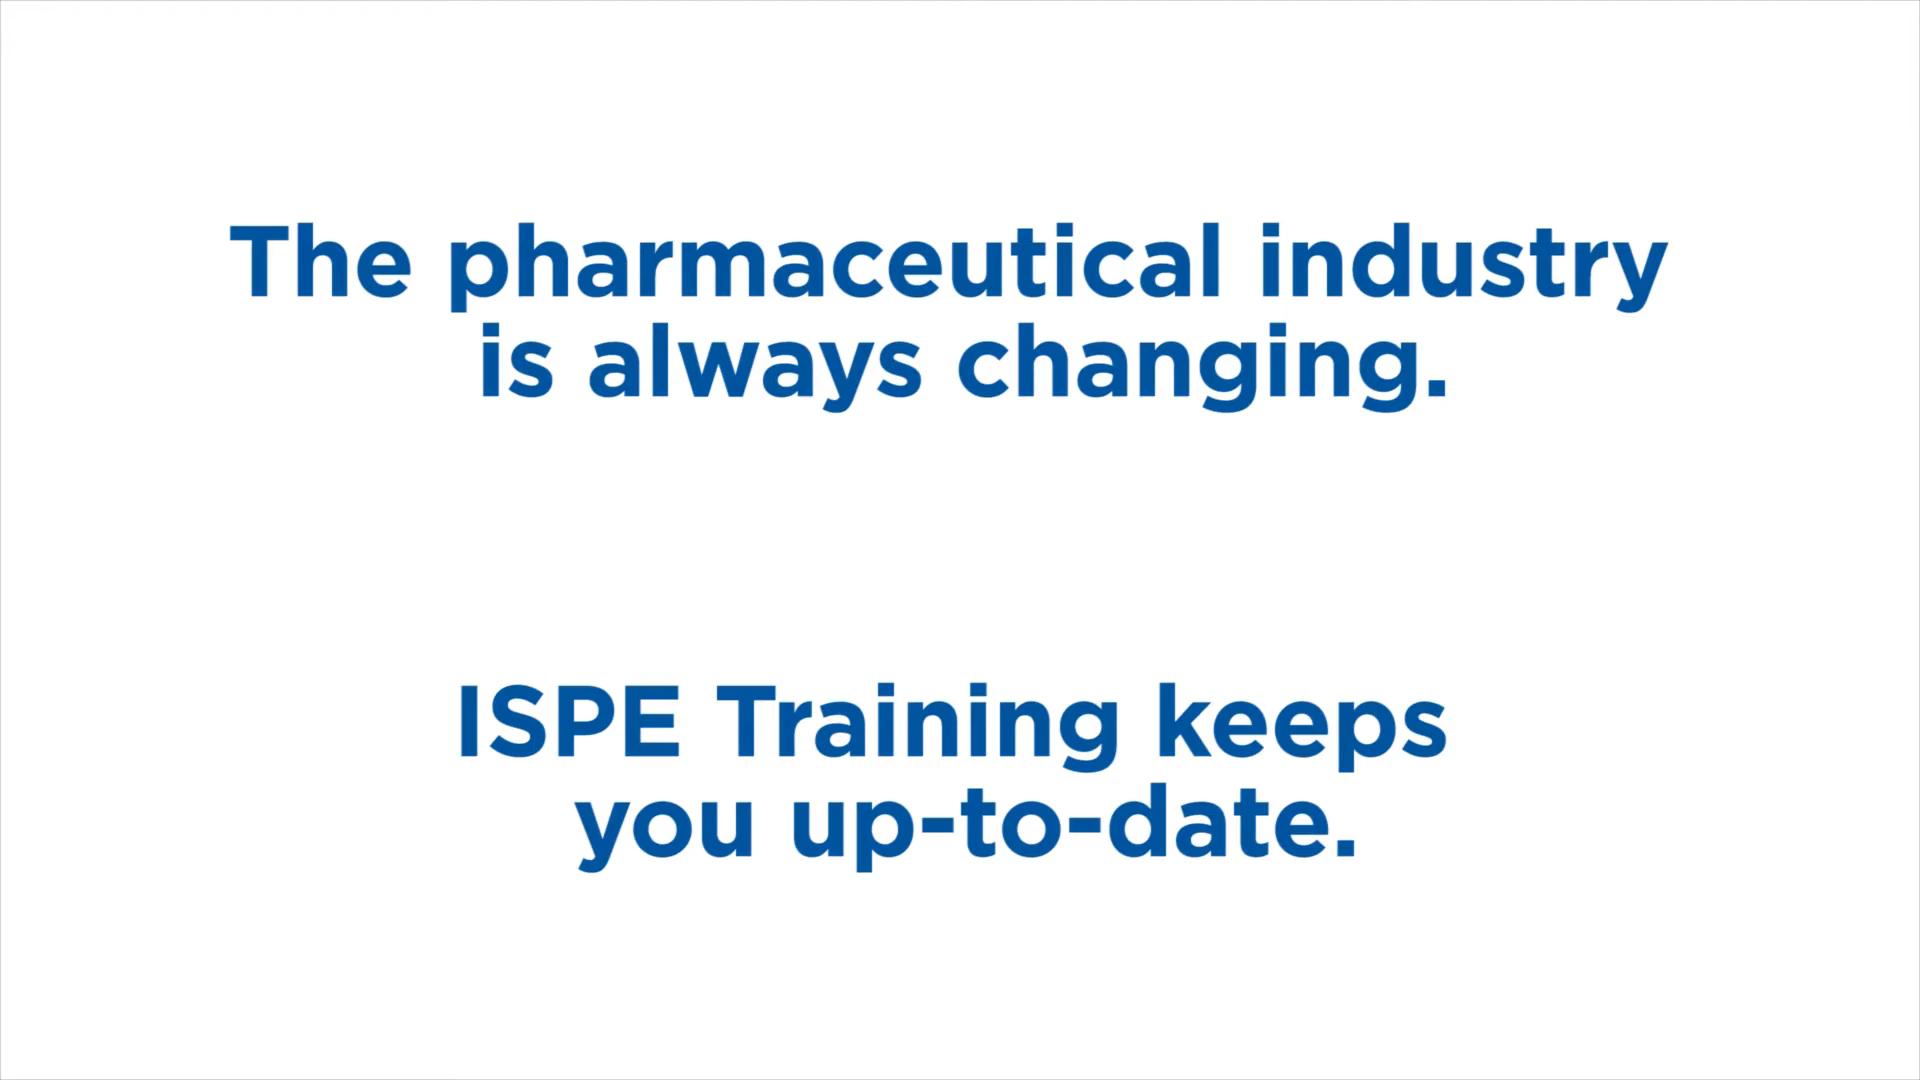 The pharmaceutical industry
is always changing.
ISPE Training keeps
you up-to-date.